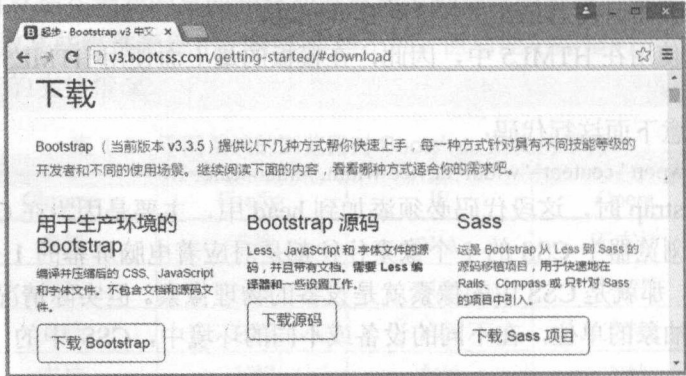 起步 · Bootstrap v3 中文
v3.bootcss.com/getting-started/#download
下载
Bootstrap（当前版本 v3.3.5）提供以下几种方式帮你快速上手，每一种方式针对具有不同技能等级的
开发者和不同的使用场景。继续阅读下面的内容，看看哪种方式适合你的需求吧。
用于生产环境的
Bootstrap
编译并压缩后的 CSS、JavaScript
和字体文件。不包含文档和源码文
件。
下载 Bootstrap
Bootstrap 源码
Less、JavaScript 和 字体文件的源
码，并且带有文档。需要 Less 编
译器和一些设置工作。
下载源码
Sass
这是 Bootstrap 从 Less 到 Sass 的
源码移植项目，用于快速地在
Rails、Compass 或 只针对 Sass
的项目中引入。
下载 Sass 项目